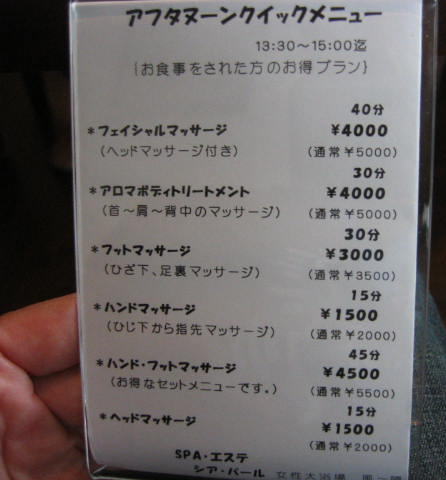 アフタヌーンクイックメニュー
13:30～15:00迄
{お食事をされた方のお得プラン}
40分
*フェイシャルマッサージ ¥4000
(ヘッドマッサージ付き) (通常¥5000)
30分
*アロマボディトリートメント ¥4000
(首～肩～背中のマッサージ) (通常¥5000)
30分
*フットマッサージ ¥3000
(ひざ下、足裏マッサージ) (通常¥3500)
15分
*ハンドマッサージ ¥1500
(ひじ下から指先マッサージ) (通常¥2000)
45分
*ハンド・フットマッサージ ¥4500
(お得なセットメニューです。) (通常¥5500)
15分
*ヘッドマッサージ ¥1500
(通常¥2000)
SPA・エステ
シア・パール 女性大浴場